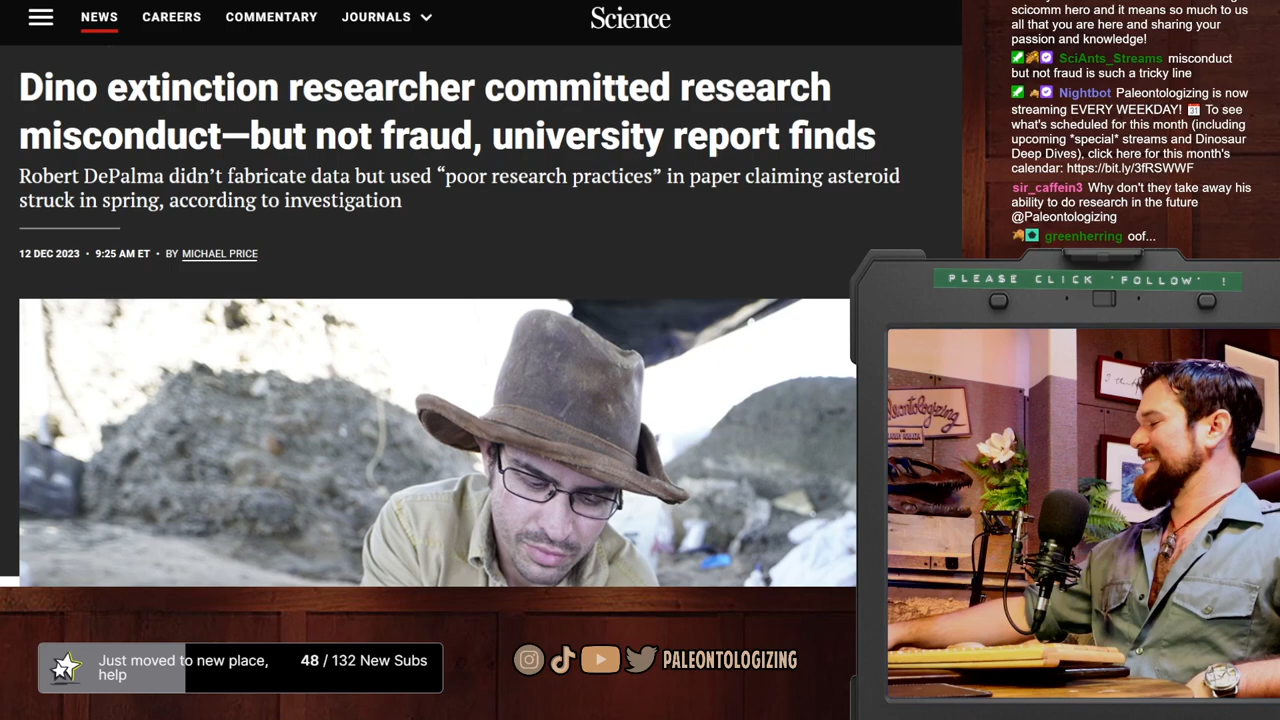 NEWS
CAREERS
COMMENTARY
JOURNALS
Science
Dino extinction researcher committed research
misconduct—but not fraud, university report finds
Robert DePalma didn't fabricate data but used “poor research practices” in paper claiming asteroid
struck in spring, according to investigation
12 DEC 2023 • 9:25 AM ET • BY MICHAEL PRICE
scicomm hero and it means so much to us
all that you are here and sharing your
passion and knowledge!
SciAnts_Streams misconduct
but not fraud is such a tricky line
Nightbot Paleontologizing is now
streaming EVERY WEEKDAY! 📅 To see
what's scheduled for this month (including
upcoming *special* streams and Dinosaur
Deep Dives), click here for this month's
calendar: https://bit.ly/3fRSWWF
sir_caffein3 Why don't they take away his
ability to do research in the future
@Paleontologizing
greenherring oof...
PLEASE CLICK 'FOLLOW' !
Paleontologizing
Just moved to new place,
help
48 / 132 New Subs
PALEONTOLOGIZING